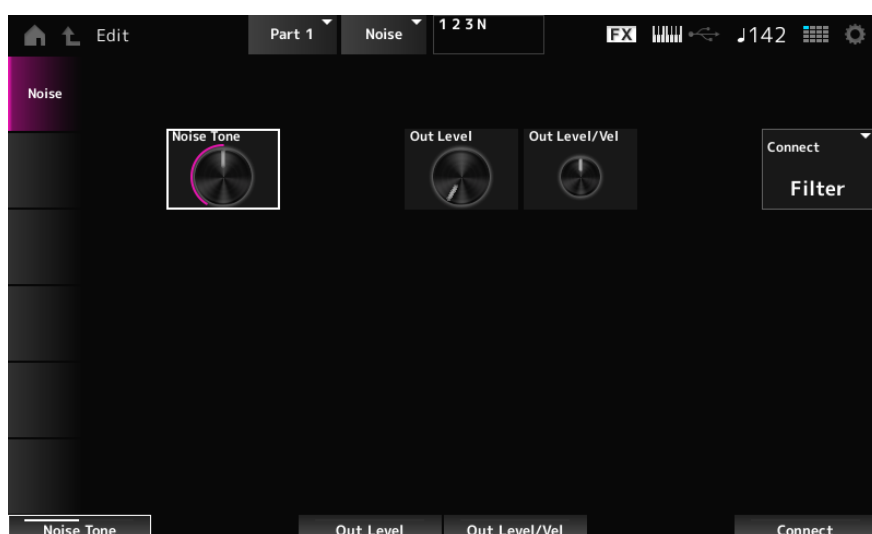 Edit Part 1 Noise 1 2 3 N FX ♩142
Noise
Noise Tone Out Level Out Level/Vel
Connect
Filter
Noise Tone Out Level Out Level/Vel Connect